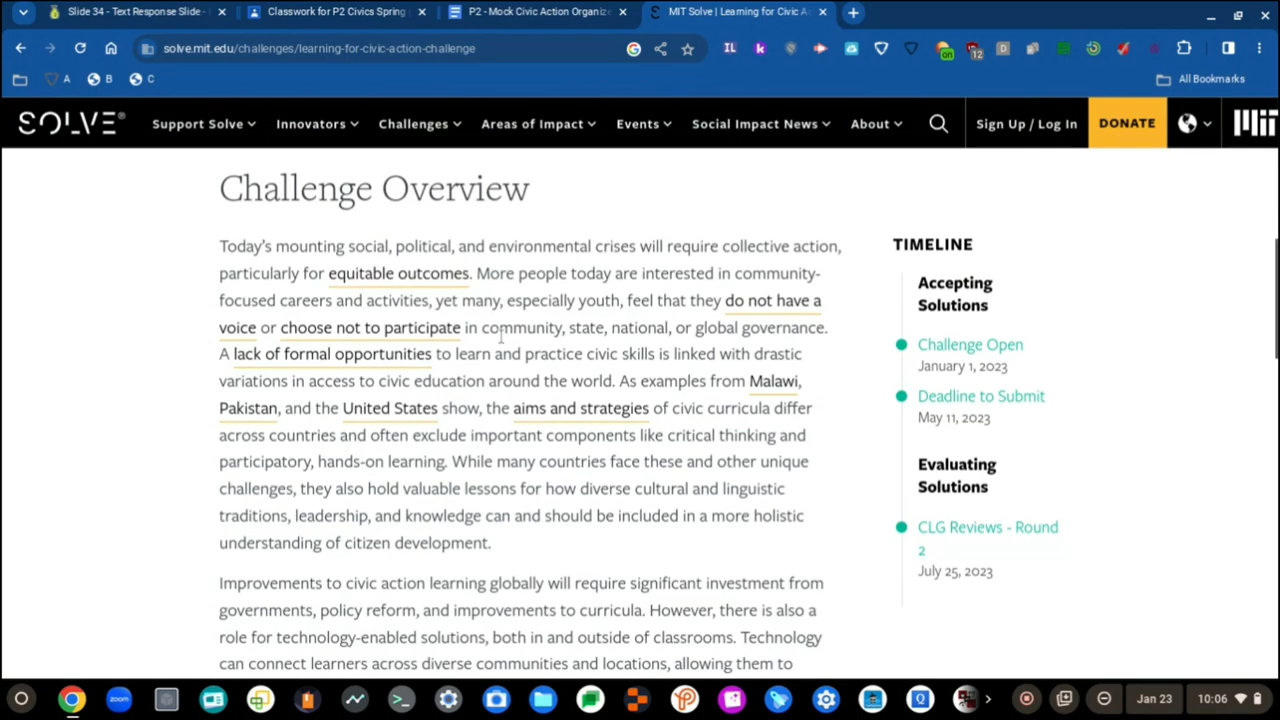 Slide 34 - Text Response Slide -
Classwork for P2 Civics Spring
P2 - Mock Civic Action Organize
MIT Solve | Learning for Civic A
solve.mit.edu/challenges/learning-for-civic-action-challenge
A
B
C
All Bookmarks
SOLVE
Support Solve
Innovators
Challenges
Areas of Impact
Events
Social Impact News
About
Sign Up / Log In
DONATE
MiT
Challenge Overview
Today's mounting social, political, and environmental crises will require collective action,
particularly for equitable outcomes. More people today are interested in community-
focused careers and activities, yet many, especially youth, feel that they do not have a
voice or choose not to participate in community, state, national, or global governance.
A lack of formal opportunities to learn and practice civic skills is linked with drastic
variations in access to civic education around the world. As examples from Malawi,
Pakistan, and the United States show, the aims and strategies of civic curricula differ
across countries and often exclude important components like critical thinking and
participatory, hands-on learning. While many countries face these and other unique
challenges, they also hold valuable lessons for how diverse cultural and linguistic
traditions, leadership, and knowledge can and should be included in a more holistic
understanding of citizen development.
Improvements to civic action learning globally will require significant investment from
governments, policy reform, and improvements to curricula. However, there is also a
role for technology-enabled solutions, both in and outside of classrooms. Technology
can connect learners across diverse communities and locations, allowing them to
TIMELINE
Accepting
Solutions
Challenge Open
January 1, 2023
Deadline to Submit
May 11, 2023
Evaluating
Solutions
CLG Reviews - Round
2
July 25, 2023
zoom
Jan 23
10:06